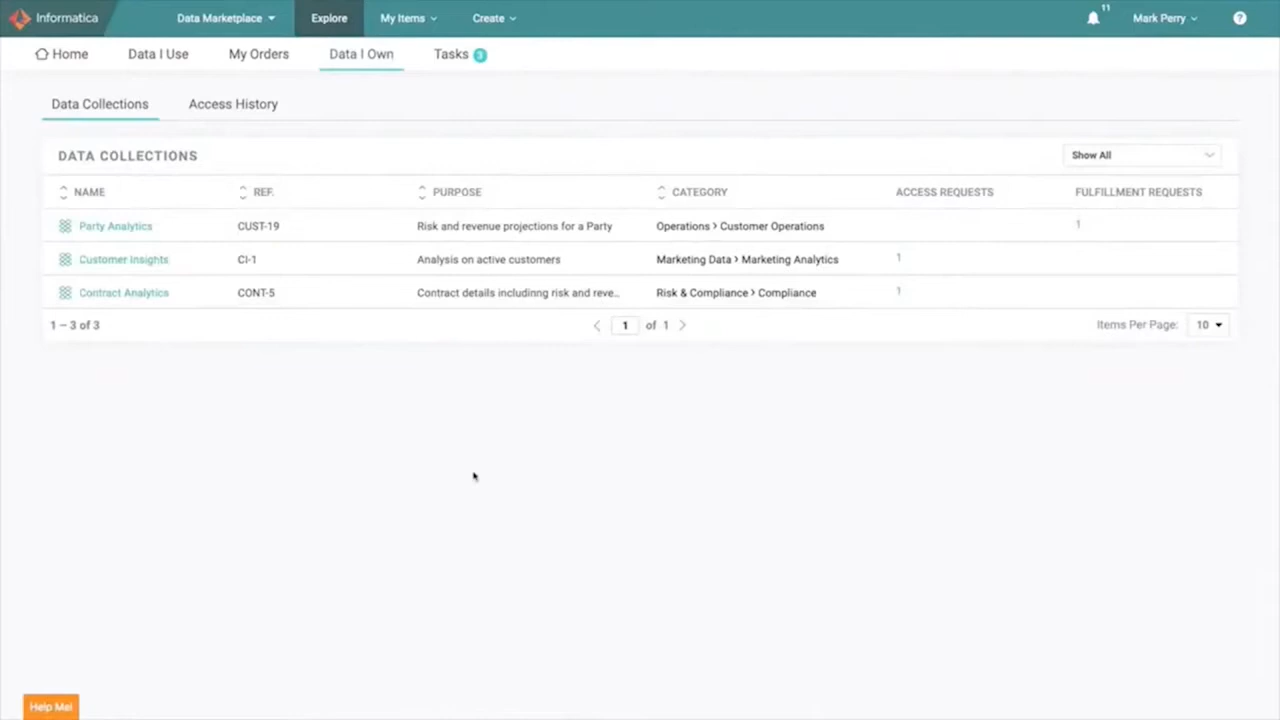 Informatica Data Marketplace Explore My Items Create 11 Mark Perry ?
Home Data I Use My Orders Data I Own Tasks 3
Data Collections Access History
DATA COLLECTIONS Show All
NAME REF. PURPOSE CATEGORY ACCESS REQUESTS FULFILLMENT REQUESTS
Party Analytics CUST-19 Risk and revenue projections for a Party Operations > Customer Operations 1
Customer Insights CI-1 Analysis on active customers Marketing Data > Marketing Analytics 1
Contract Analytics CONT-5 Contract details includinng risk and reve... Risk & Compliance > Compliance 1
1 – 3 of 3 1 of 1 Items Per Page: 10
Help Me!